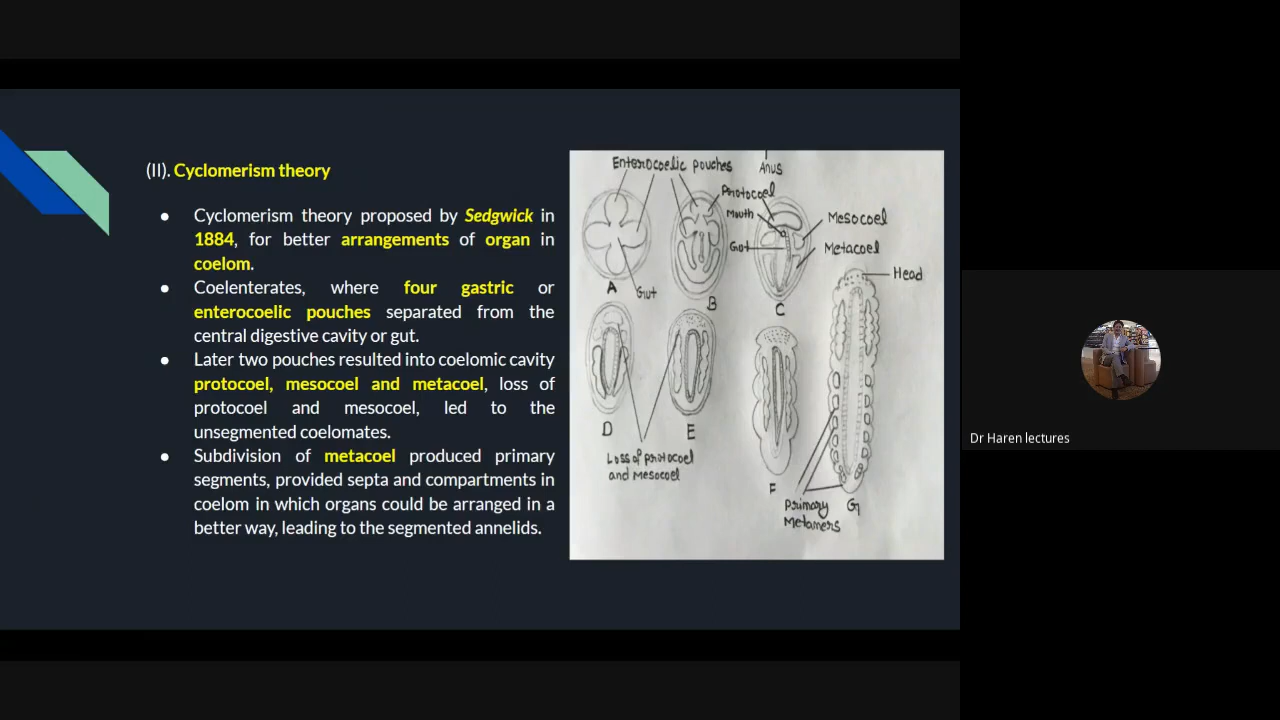 (II). Cyclomerism theory
● Cyclomerism theory proposed by Sedgwick in
1884, for better arrangements of organ in
coelom.
● Coelenterates, where four gastric or
enterocoelic pouches separated from the
central digestive cavity or gut.
● Later two pouches resulted into coelomic cavity
protocoel, mesocoel and metacoel, loss of
protocoel and mesocoel, led to the
unsegmented coelomates.
● Subdivision of metacoel produced primary
segments, provided septa and compartments in
coelom in which organs could be arranged in a
better way, leading to the segmented annelids.
Enterocoelic pouches
Anus
Protocoel
Mouth
Mesocoel
Gut
Metacoel
Head
A
Gut
B
C
D
E
Loss of protocoel
and Mesocoel
F
Primary
Metamers
G
Dr Haren lectures